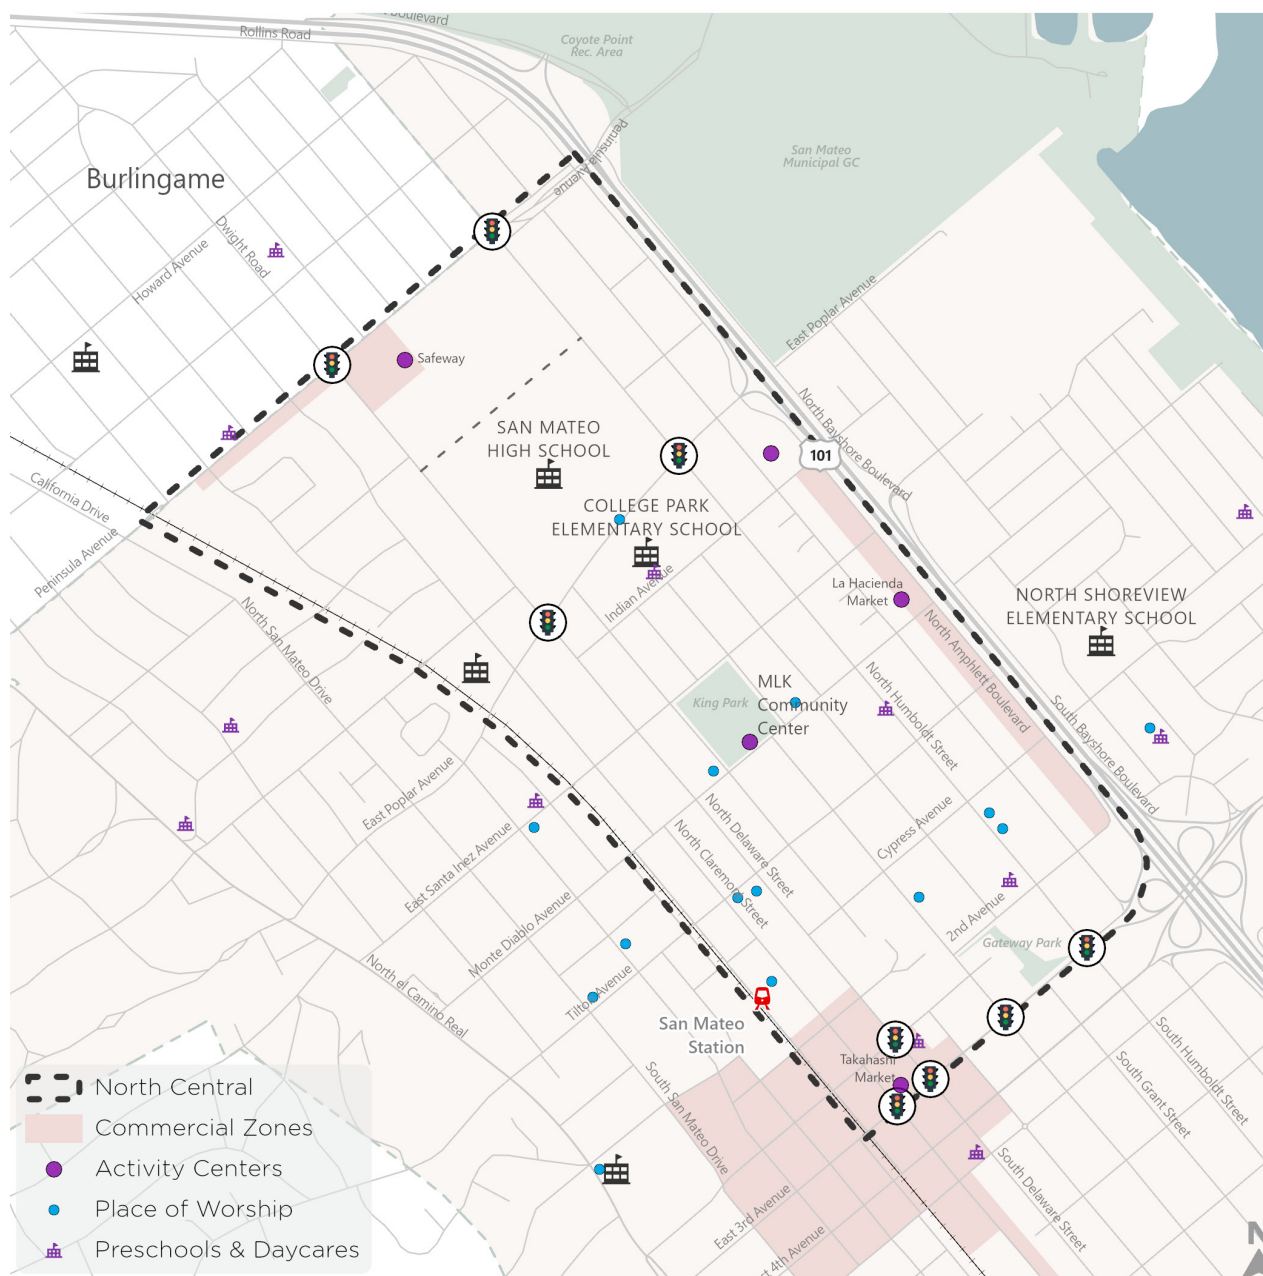 Boulevard
Rollins Road
Coyote Point
Rec. Area
Peninsula Avenue
San Mateo
Municipal GC
Burlingame
Dwight Road
Howard Avenue
East Poplar Avenue
Safeway
North Bayshore Boulevard
SAN MATEO
HIGH SCHOOL
101
California Drive
COLLEGE PARK
ELEMENTARY SCHOOL
Peninsula Avenue
Indian Avenue
La Hacienda
Market
NORTH SHOREVIEW
ELEMENTARY SCHOOL
North San Mateo Drive
North Amphlett Boulevard
North Humboldt Street
MLK
Community
Center
King Park
South Bayshore Boulevard
East Poplar Avenue
North Delaware Street
North Claremont Street
Cypress Avenue
East Santa Inez Avenue
2nd Avenue
Monte Diablo Avenue
Gateway Park
North el Camino Real
Tilton Avenue
San Mateo
Station
Takahashi
Market
South Humboldt Street
South Grant Street
South San Mateo Drive
South Delaware Street
East 3rd Avenue
4th Avenue
N
North Central
Commercial Zones
Activity Centers
Place of Worship
Preschools & Daycares